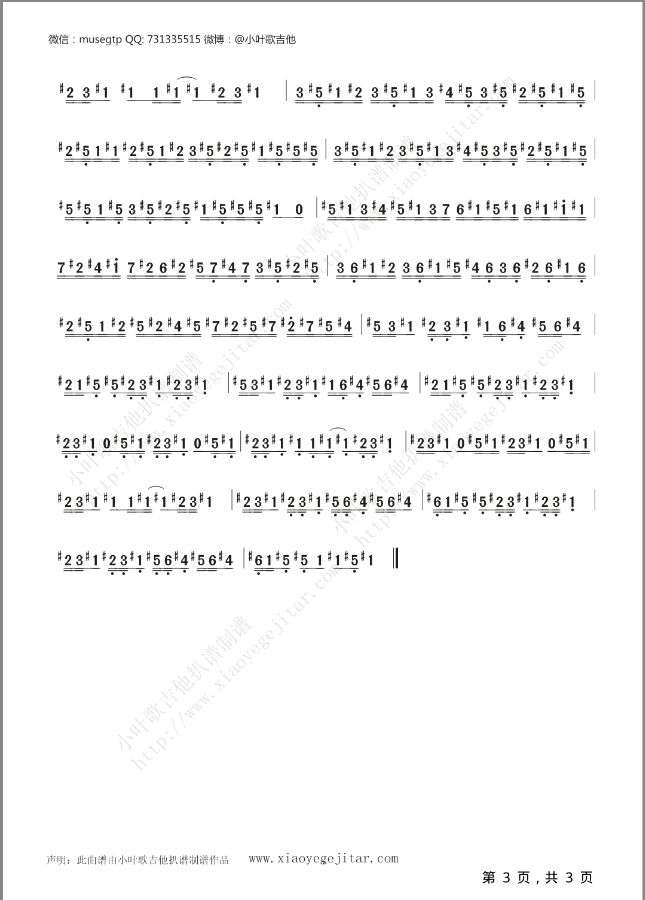 微信：musegtp QQ: 731335515 微博：@小叶歌吉他
#2 3 #1 #1 1 #1 #1 #2 3 #1 | 3 #5 #1 #2 3 #5 #1 3 #4 #5 3 #5 #2 #5 1 #5 |
#2 #5 1 #1 #2 #5 1 #2 3 #5 #2 #5 #1 #5 #5 #5 | 3 #5 #1 #2 3 #5 #1 3 #4 #5 3 #5 #2 #5 1 #5 |
#5 #5 1 #5 3 #5 #2 #5 #1 #5 #5 #5 #1 0 | #5 #1 3 #4 #5 #1 3 7 6 #1 #5 #1 6 #1 #1 #1 |
7 #2 #4 #1 7 #2 6 #2 #5 7 #4 7 3 #5 #2 #5 | 3 6 #1 #2 3 6 #1 #5 #4 6 3 6 #2 6 #1 6
#2 #5 1 #2 #5 #2 #4 #5 #7 #2 #5 #7 #2 #7 #5 #4 | #5 3 #1 #2 3 #1 #1 6 #4 #5 6 #4 |
#2 1 #5 #5 #2 3 #1 #2 3 #1 | #5 3 #1 #2 3 #1 #1 6 #4 #5 6 #4 | #2 1 #5 #5 #2 3 #1 #2 3 #1 |
#2 3 #1 0 #5 #1 #2 3 #1 0 #5 #1 | #2 3 #1 #1 1 #1 #1 #2 3 #1 | #2 3 #1 0 #5 #1 #2 3 #1 0 #5 #1 |
#2 3 #1 #1 1 #1 #1 #2 3 #1 | #2 3 #1 #2 3 #1 #5 6 #4 #5 6 #4 | #6 1 #5 #5 #2 3 #1 #2 3 #1 |
#2 3 #1 #2 3 #1 #5 6 #4 #5 6 #4 | #6 1 #5 #5 1 #1 #5 #1 ‖
小叶歌吉他扒谱制谱
http://www.xiaoyegejitar.com
声明：此曲谱由小叶歌吉他扒谱制谱作品 www.xiaoyegejitar.com
第 3 页，共 3 页